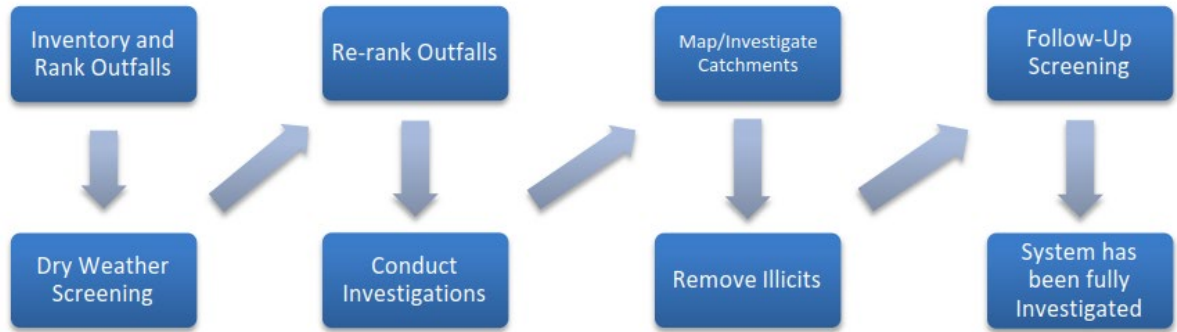 Inventory and
Rank Outfalls
Dry Weather
Screening
Re-rank Outfalls
Conduct
Investigations
Map/Investigate
Catchments
Remove Illicits
Follow-Up
Screening
System has
been fully
Investigated